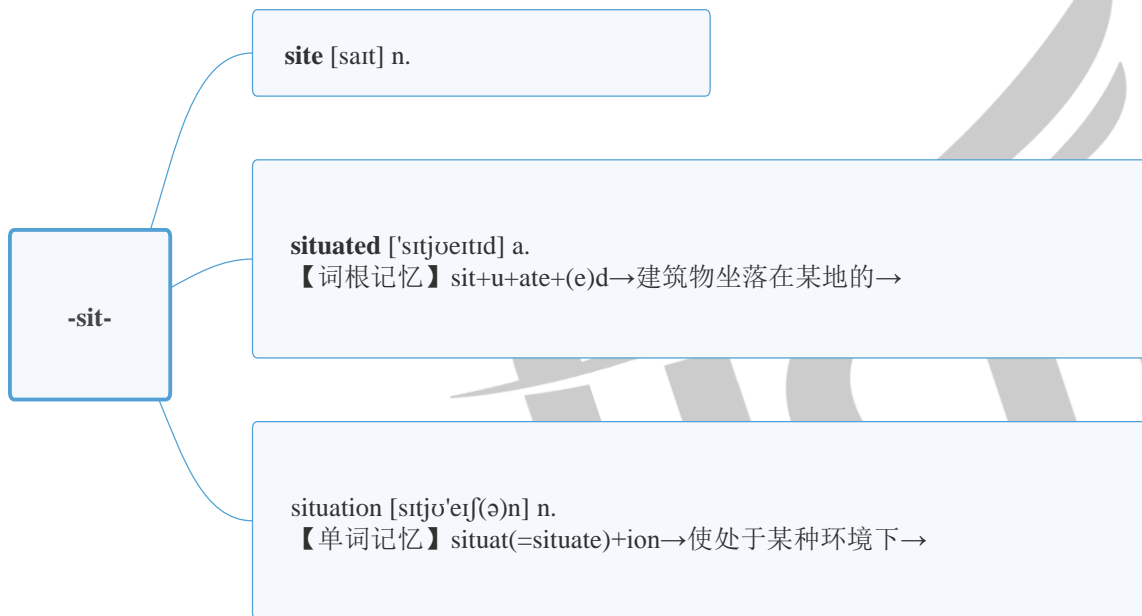 site [saɪt] n.
situated ['sɪtjʊeɪtɪd] a.
【词根记忆】sit+u+ate+(e)d→建筑物坐落在某地的→
-sit-
situation [sɪtjʊ'eɪʃ(ə)n] n.
【单词记忆】situat(=situate)+ion→使处于某种环境下→